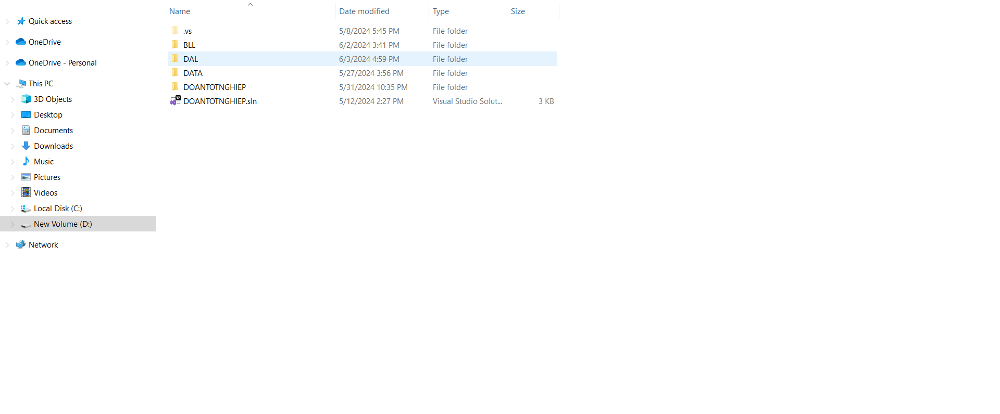 Quick access
OneDrive
OneDrive - Personal
This PC
3D Objects
Desktop
Documents
Downloads
Music
Pictures
Videos
Local Disk (C:)
New Volume (D:)
Network
Name Date modified Type Size
.vs 5/8/2024 5:45 PM File folder
BLL 6/2/2024 3:41 PM File folder
DAL 6/3/2024 4:59 PM File folder
DATA 5/27/2024 3:56 PM File folder
DOANTOTNGHIEP 5/31/2024 10:35 PM File folder
17 DOANTOTNGHIEP.sln 5/12/2024 2:27 PM Visual Studio Solut... 3 KB